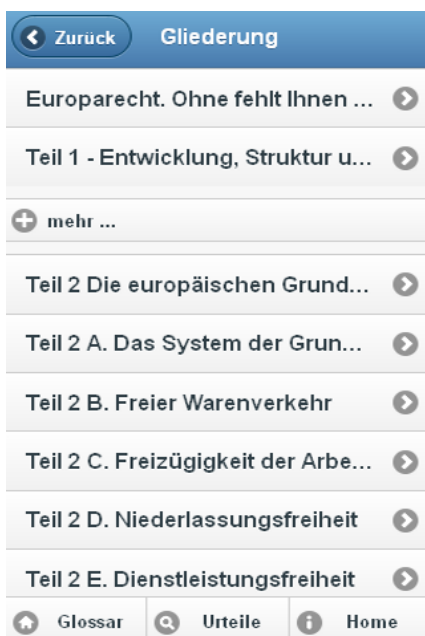 Zurück Gliederung
Europarecht. Ohne fehlt Ihnen ...
Teil 1 - Entwicklung, Struktur u...
mehr ...
Teil 2 Die europäischen Grund...
Teil 2 A. Das System der Grun...
Teil 2 B. Freier Warenverkehr
Teil 2 C. Freizügigkeit der Arbe...
Teil 2 D. Niederlassungsfreiheit
Teil 2 E. Dienstleistungsfreiheit
Glossar Urteile Home